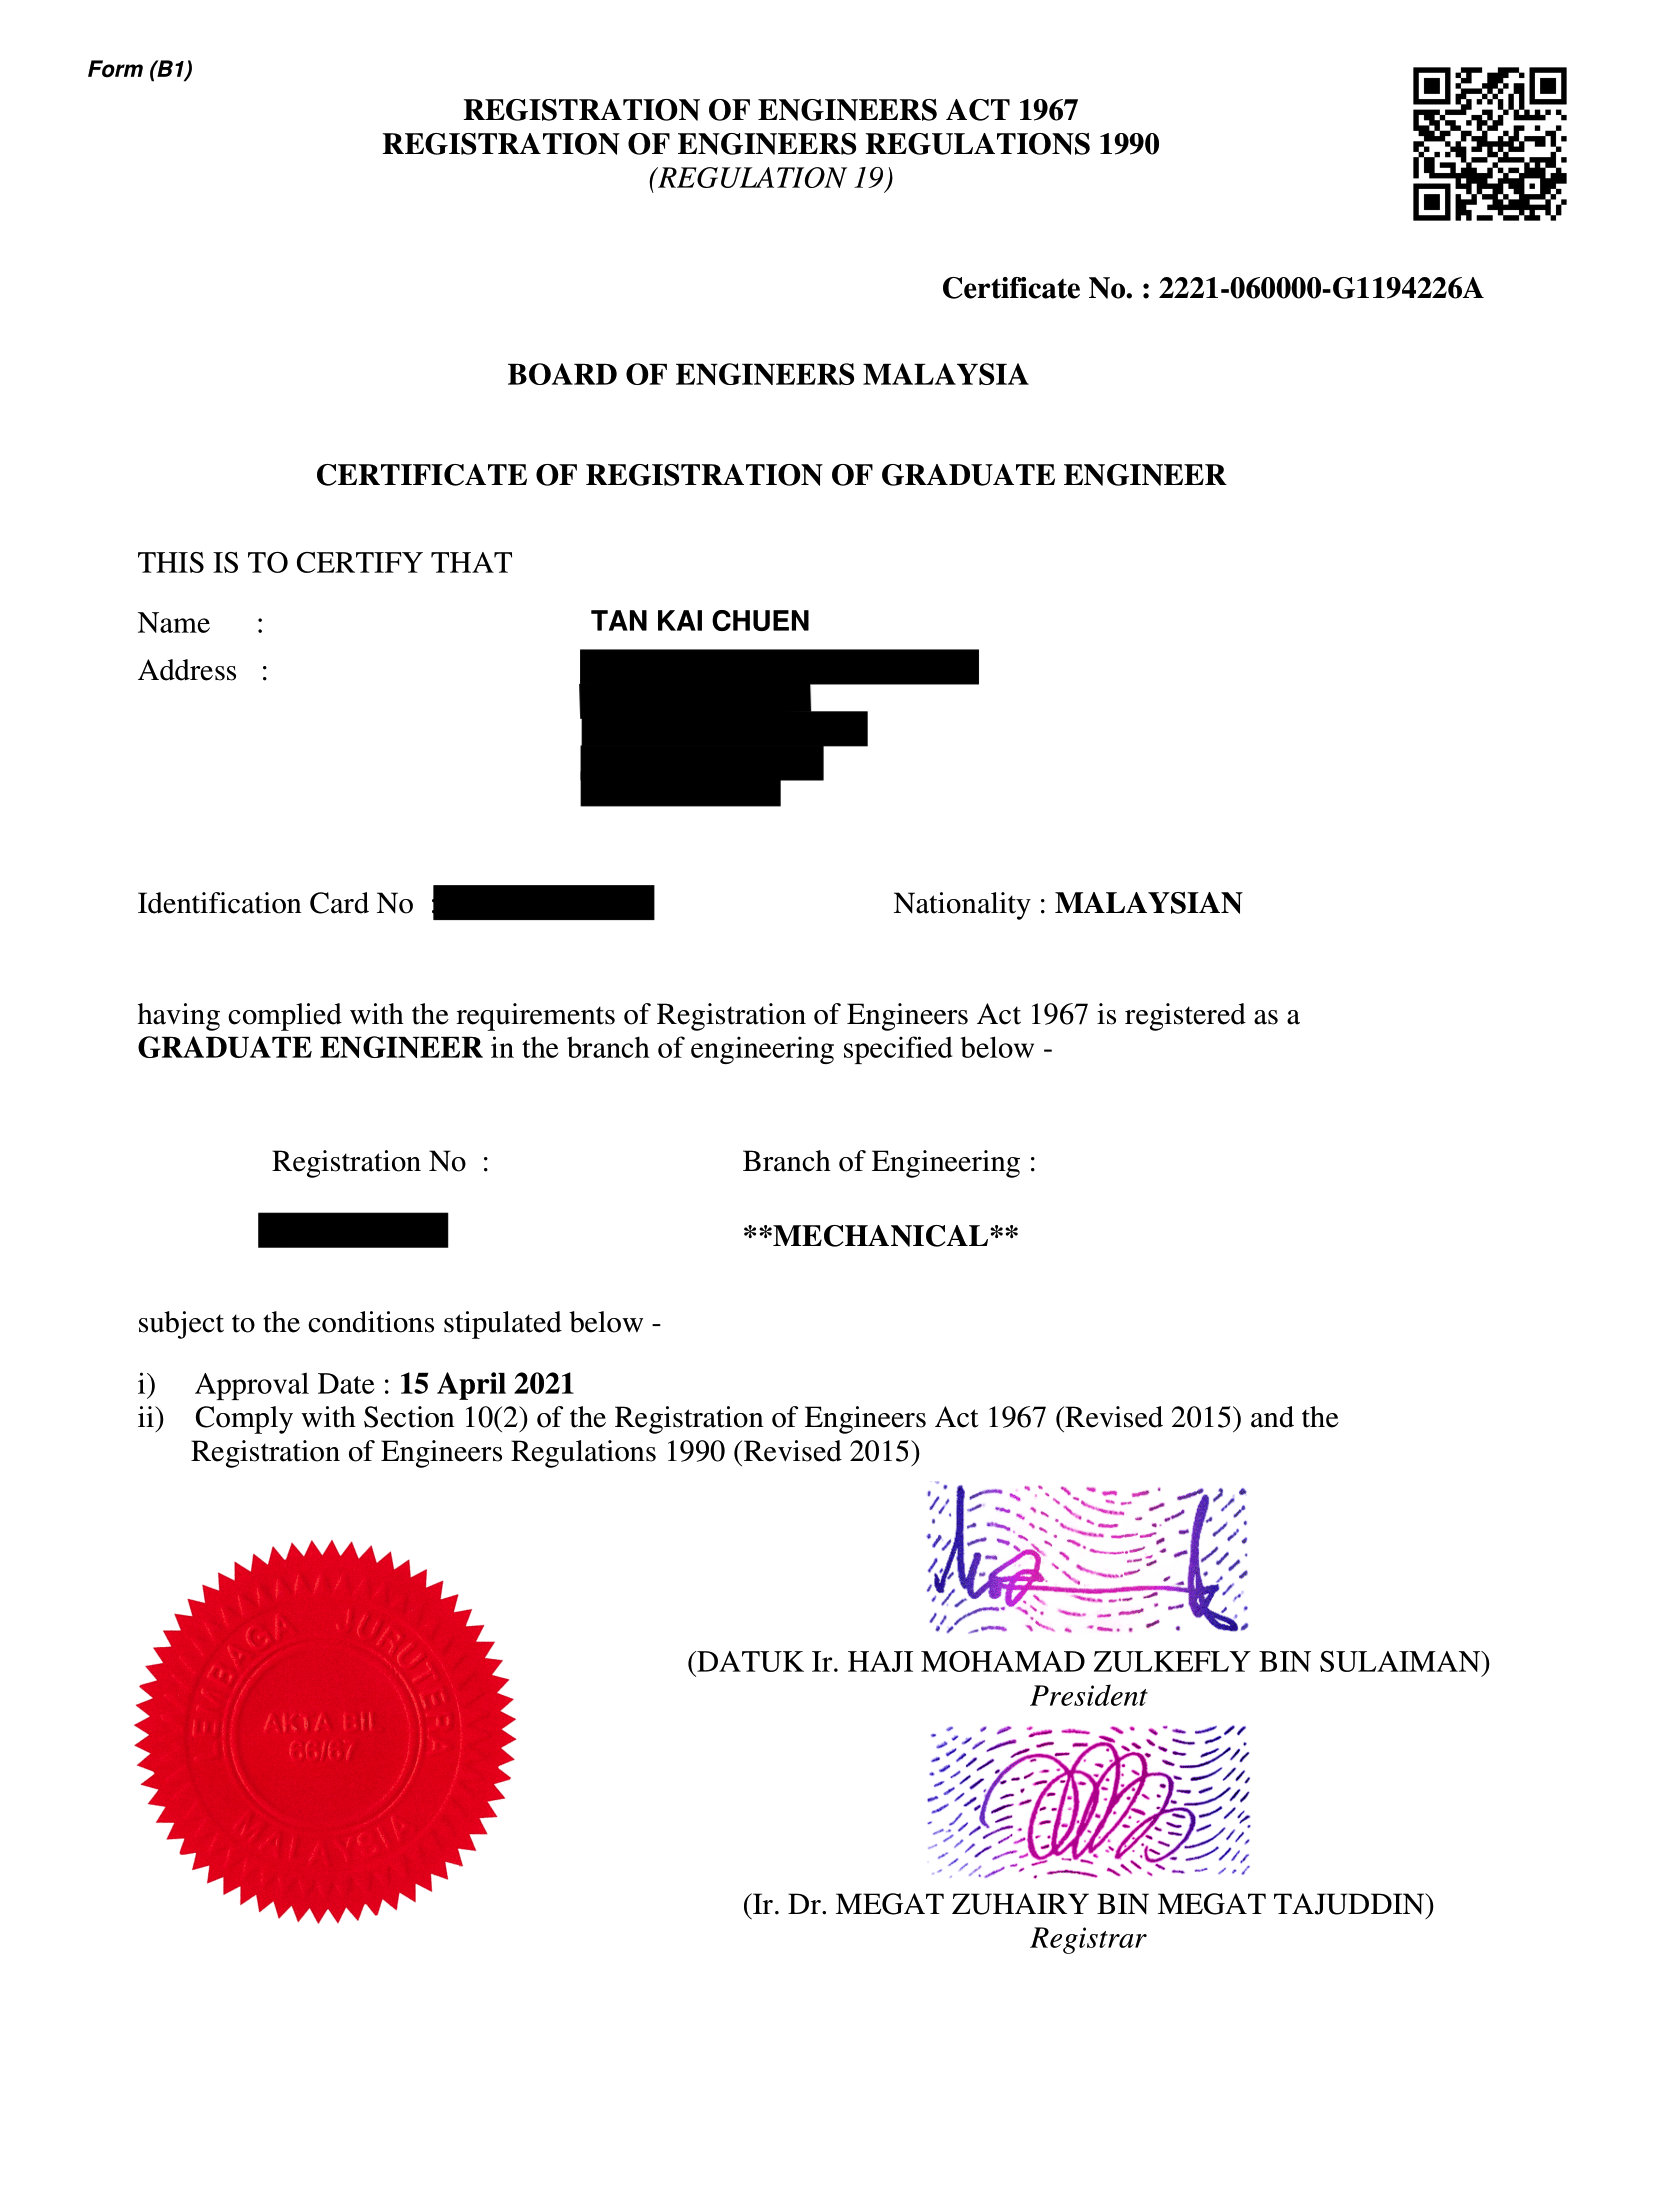 Form (B1)
REGISTRATION OF ENGINEERS ACT 1967
REGISTRATION OF ENGINEERS REGULATIONS 1990
(REGULATION 19)
Certificate No. : 2221-060000-G1194226A
BOARD OF ENGINEERS MALAYSIA
CERTIFICATE OF REGISTRATION OF GRADUATE ENGINEER
THIS IS TO CERTIFY THAT
Name : TAN KAI CHUEN
Address :
Identification Card No : Nationality : MALAYSIAN
having complied with the requirements of Registration of Engineers Act 1967 is registered as a
GRADUATE ENGINEER in the branch of engineering specified below -
Registration No : Branch of Engineering :
**MECHANICAL**
subject to the conditions stipulated below -
i) Approval Date : 15 April 2021
ii) Comply with Section 10(2) of the Registration of Engineers Act 1967 (Revised 2015) and the
Registration of Engineers Regulations 1990 (Revised 2015)
(DATUK Ir. HAJI MOHAMAD ZULKEFLY BIN SULAIMAN)
President
(Ir. Dr. MEGAT ZUHAIRY BIN MEGAT TAJUDDIN)
Registrar
LEMBAGA JURUTERA
AKTA BIL
66/67
MALAYSIA